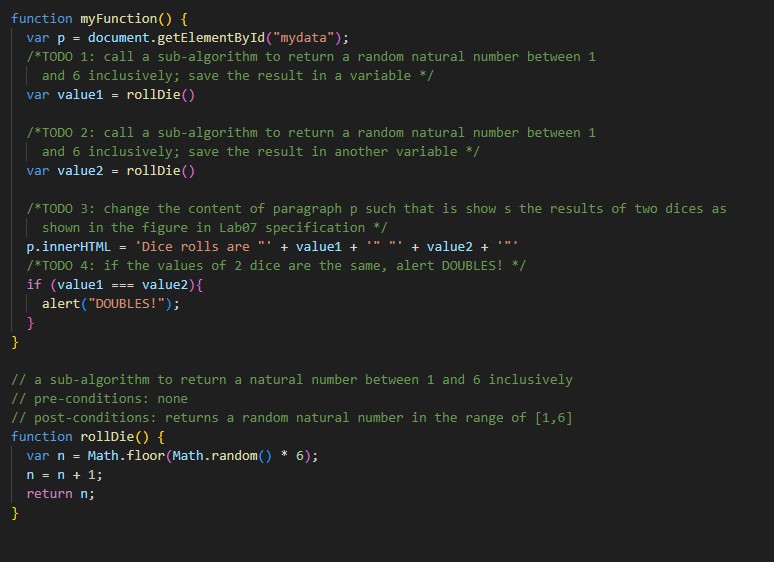 function myFunction() {
var p = document.getElementById("mydata");
/*TODO 1: call a sub-algorithm to return a random natural number between 1
and 6 inclusively; save the result in a variable */
var value1 = rollDie()
/*TODO 2: call a sub-algorithm to return a random natural number between 1
and 6 inclusively; save the result in another variable */
var value2 = rollDie()
/*TODO 3: change the content of paragraph p such that is show s the results of two dices as
shown in the figure in Lab07 specification */
p.innerHTML = 'Dice rolls are "' + value1 + '" "' + value2 + '"'
/*TODO 4: if the values of 2 dice are the same, alert DOUBLES! */
if (value1 === value2){
alert("DOUBLES!");
}
}
// a sub-algorithm to return a natural number between 1 and 6 inclusively
// pre-conditions: none
// post-conditions: returns a random natural number in the range of [1,6]
function rollDie() {
var n = Math.floor(Math.random() * 6);
n = n + 1;
return n;
}